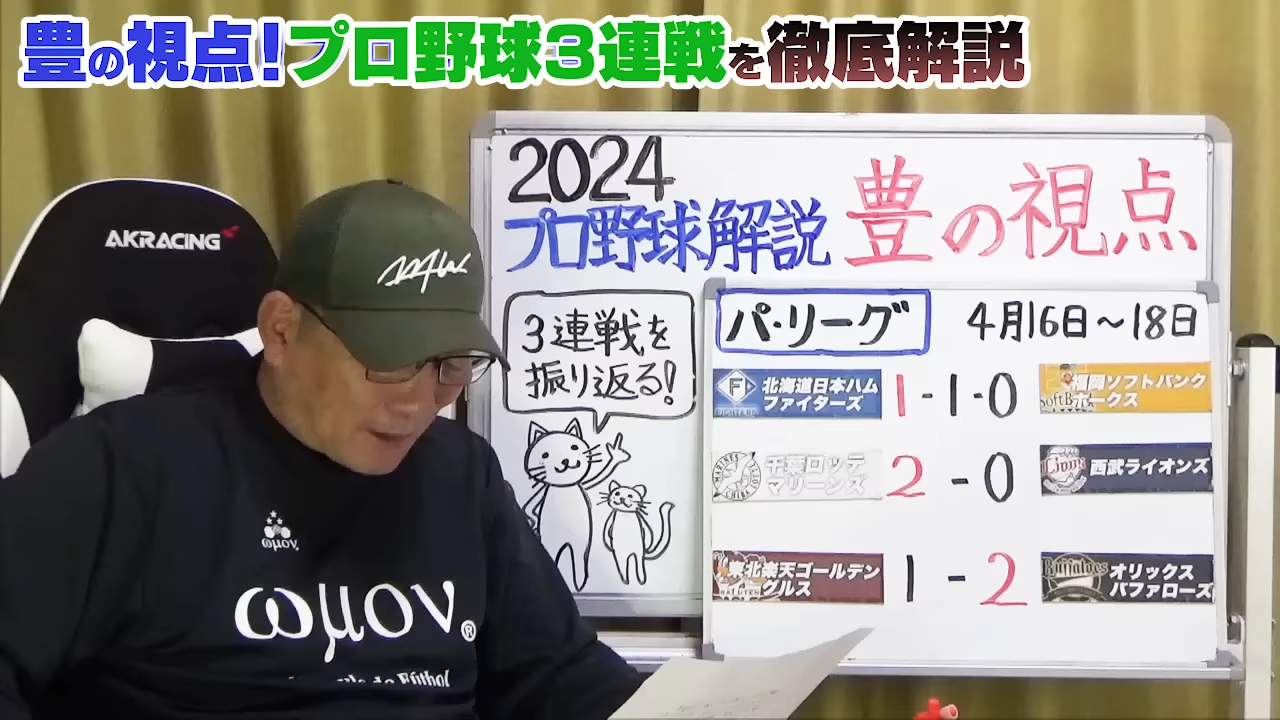 豊の視点!プロ野球3連戦を徹底解説
AKRACING
2024
プロ野球解説 豊の視点
3連戦を
振り返る!
パ・リーグ 4月16日〜18日
北海道日本ハム
ファイターズ
FIGHTERS
1-1-0
福岡ソフトバンク
ホークス
千葉ロッテ
マリーンズ
2-0
Lions
西武ライオンズ
東北楽天ゴールデン
イーグルス
1-2
Buffaloes
オリックス
バファローズ
ωμον
ωμον®